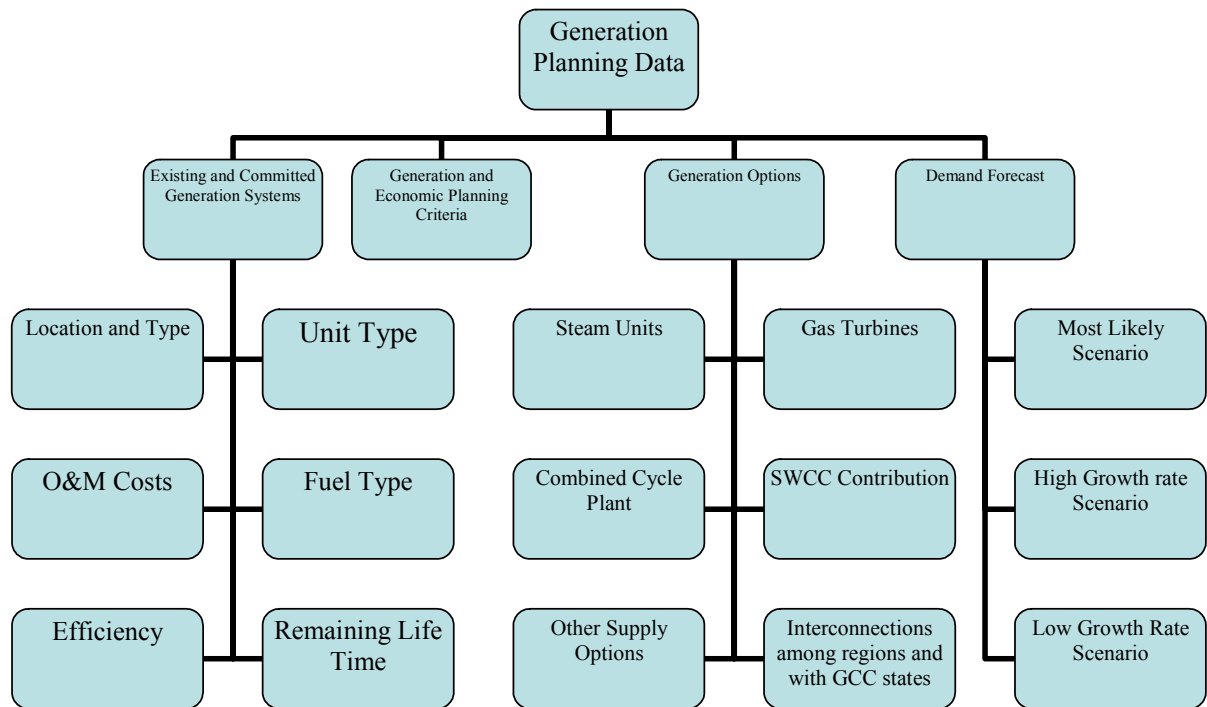 Generation
Planning Data
Existing and Committed
Generation Systems
Generation and
Economic Planning
Criteria
Generation Options
Demand Forecast
Location and Type
Unit Type
Steam Units
Gas Turbines
Most Likely
Scenario
O&M Costs
Fuel Type
Combined Cycle
Plant
SWCC Contribution
High Growth rate
Scenario
Efficiency
Remaining Life
Time
Other Supply
Options
Interconnections
among regions and
with GCC states
Low Growth Rate
Scenario